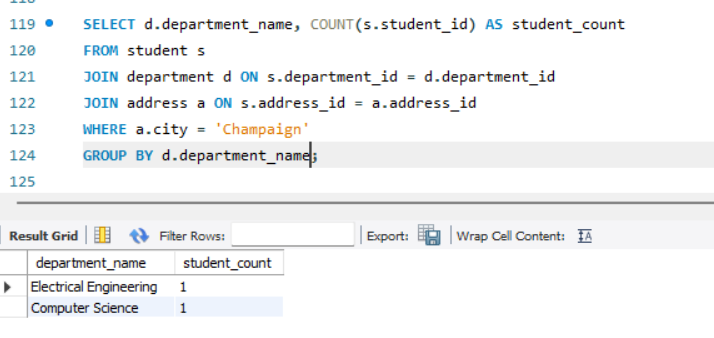 119 SELECT d.department_name, COUNT(s.student_id) AS student_count
120 FROM student s
121 JOIN department d ON s.department_id = d.department_id
122 JOIN address a ON s.address_id = a.address_id
123 WHERE a.city = 'Champaign'
124 GROUP BY d.department_name;
125
Result Grid Filter Rows: Export: Wrap Cell Content: IA
department_name student_count
Electrical Engineering 1
Computer Science 1